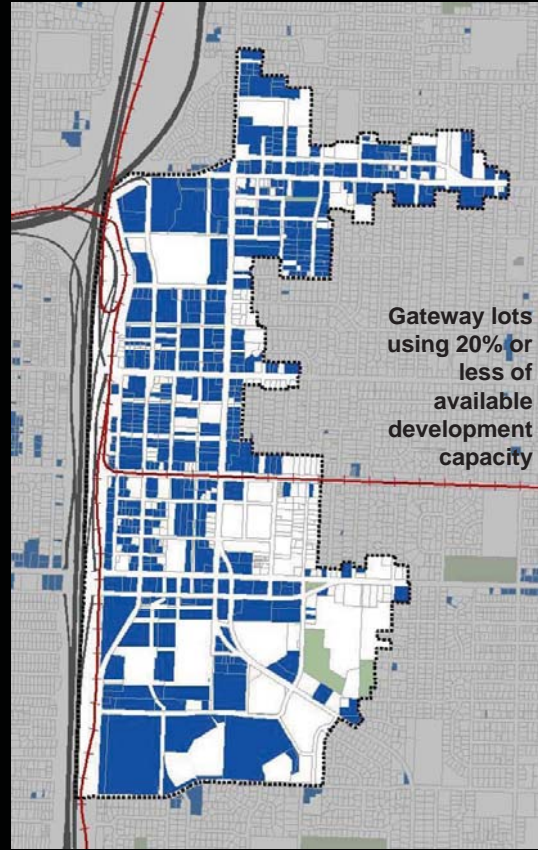 Gateway lots
using 20% or
less of
available
development
capacity